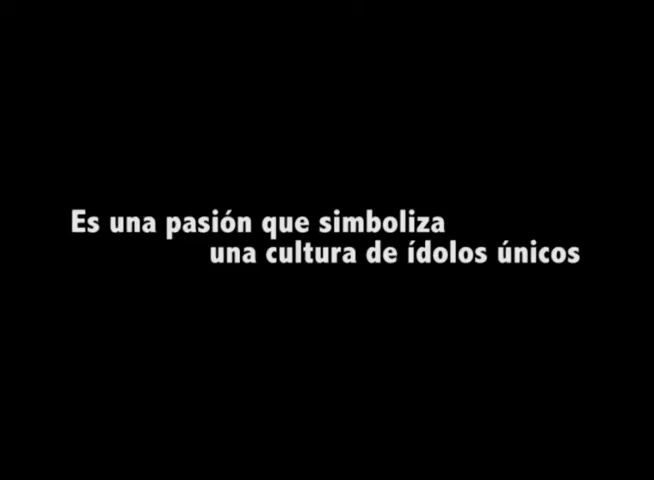 Es una pasión que simboliza
una cultura de ídolos únicos